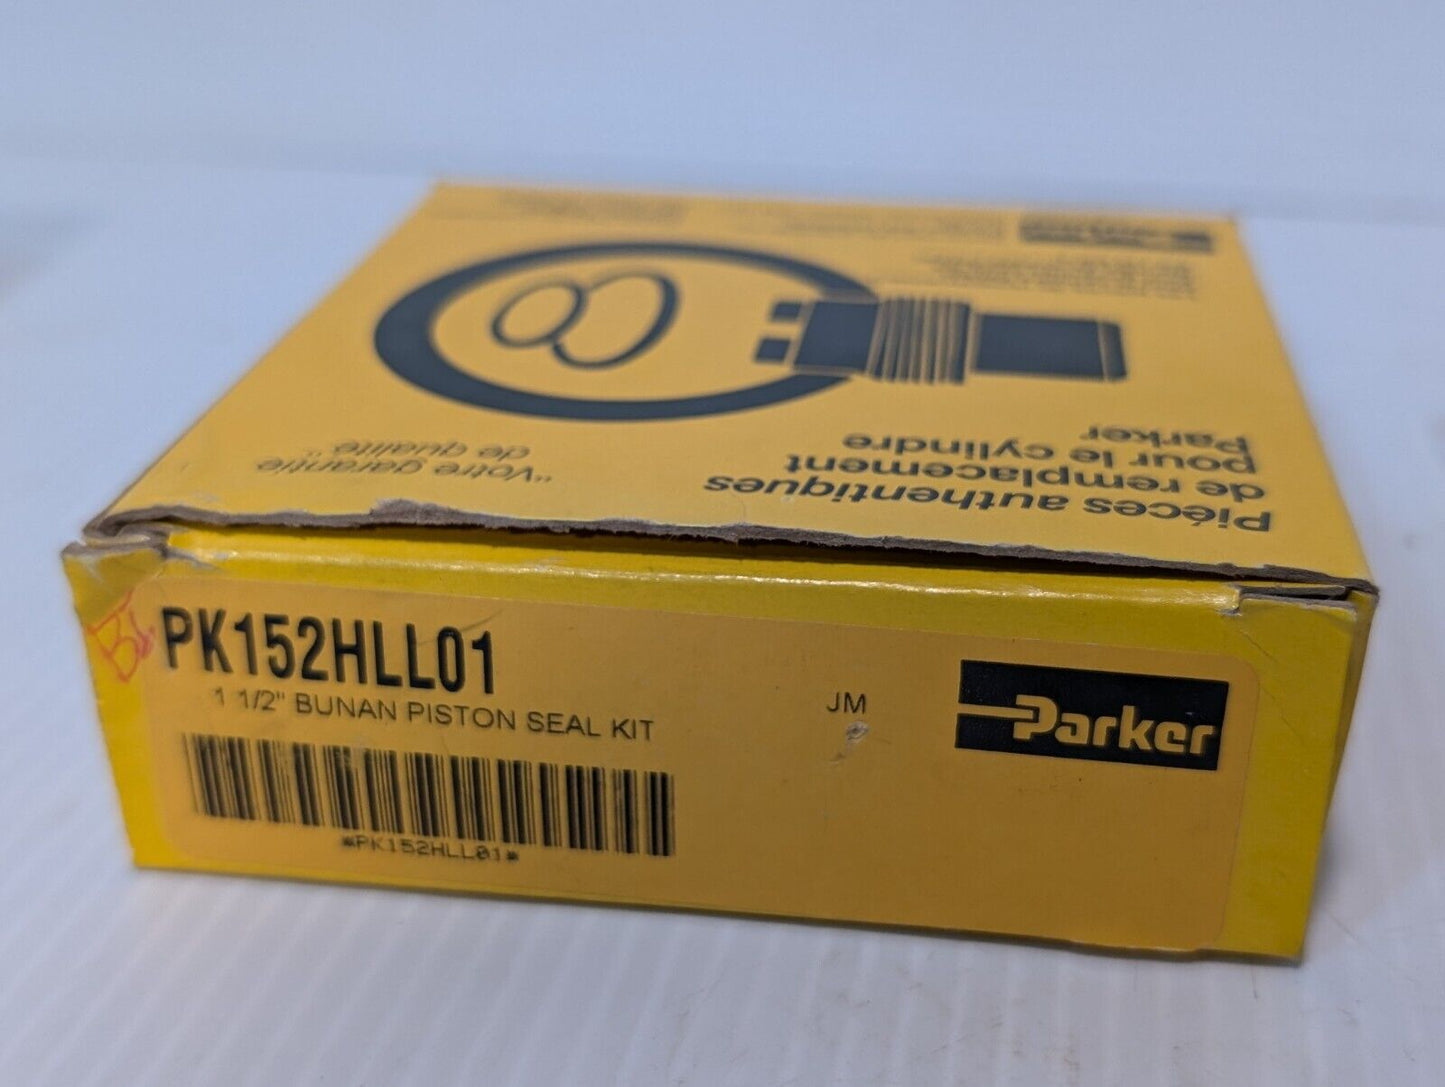 Pièces authentiques
de remplacement
pour le cylindre
Parker
"Votre garantie
de qualité"
BI
PK152HLL01
1 1/2" BUNAN PISTON SEAL KIT
JM
Parker
*PK152HLL01*